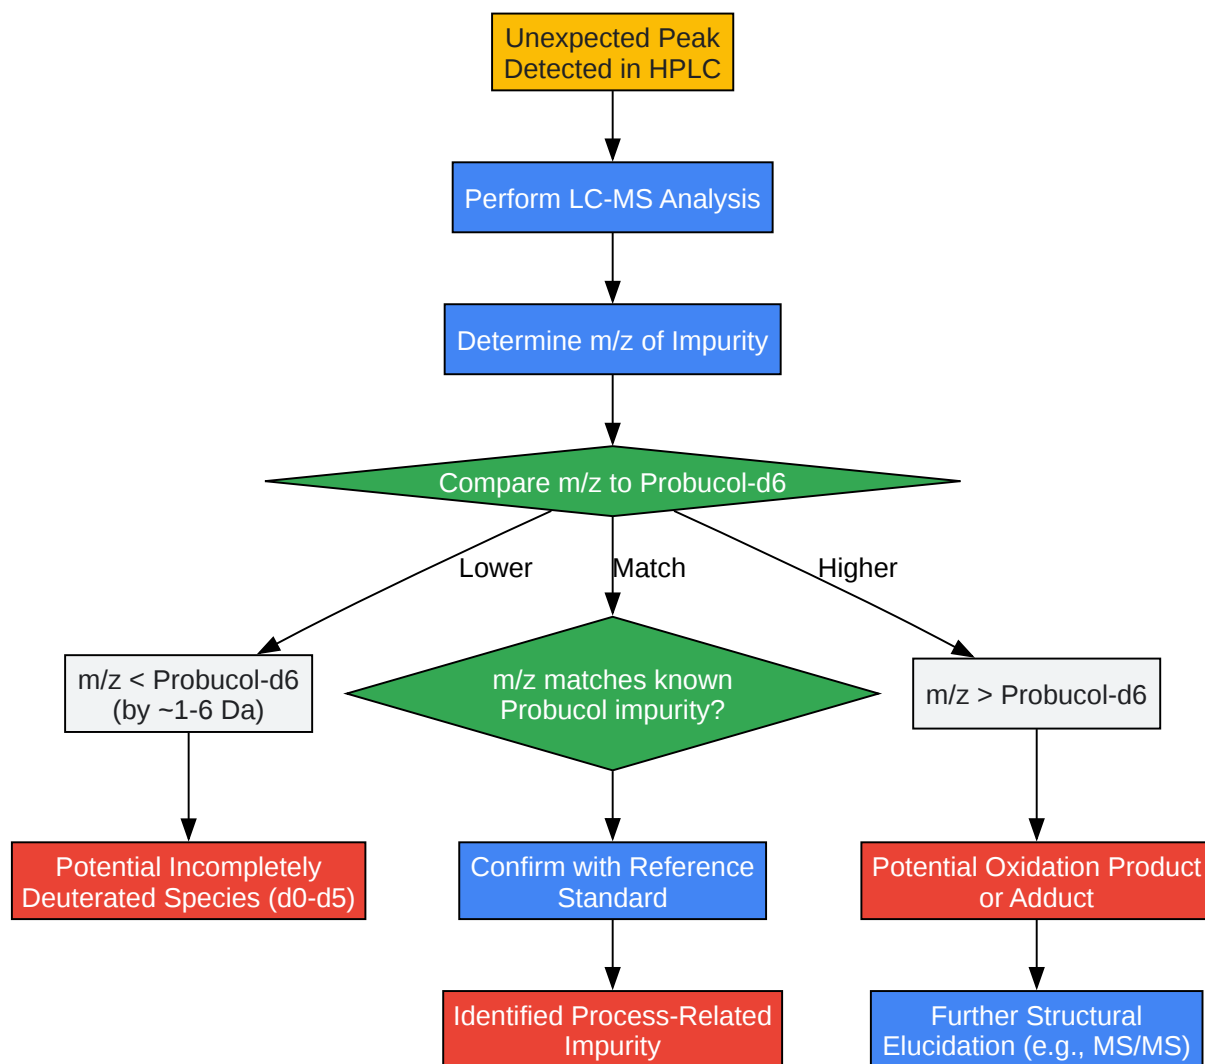 Unexpected Peak
Detected in HPLC
Perform LC-MS Analysis
Determine m/z of Impurity
Compare m/z to Probucol-d6
Lower
Match
Higher
m/z < Probucol-d6
(by ~1-6 Da)
m/z matches known
Probucol impurity?
m/z > Probucol-d6
Potential Incompletely
Deuterated Species (d0-d5)
Confirm with Reference
Standard
Potential Oxidation Product
or Adduct
Identified Process-Related
Impurity
Further Structural
Elucidation (e.g., MS/MS)